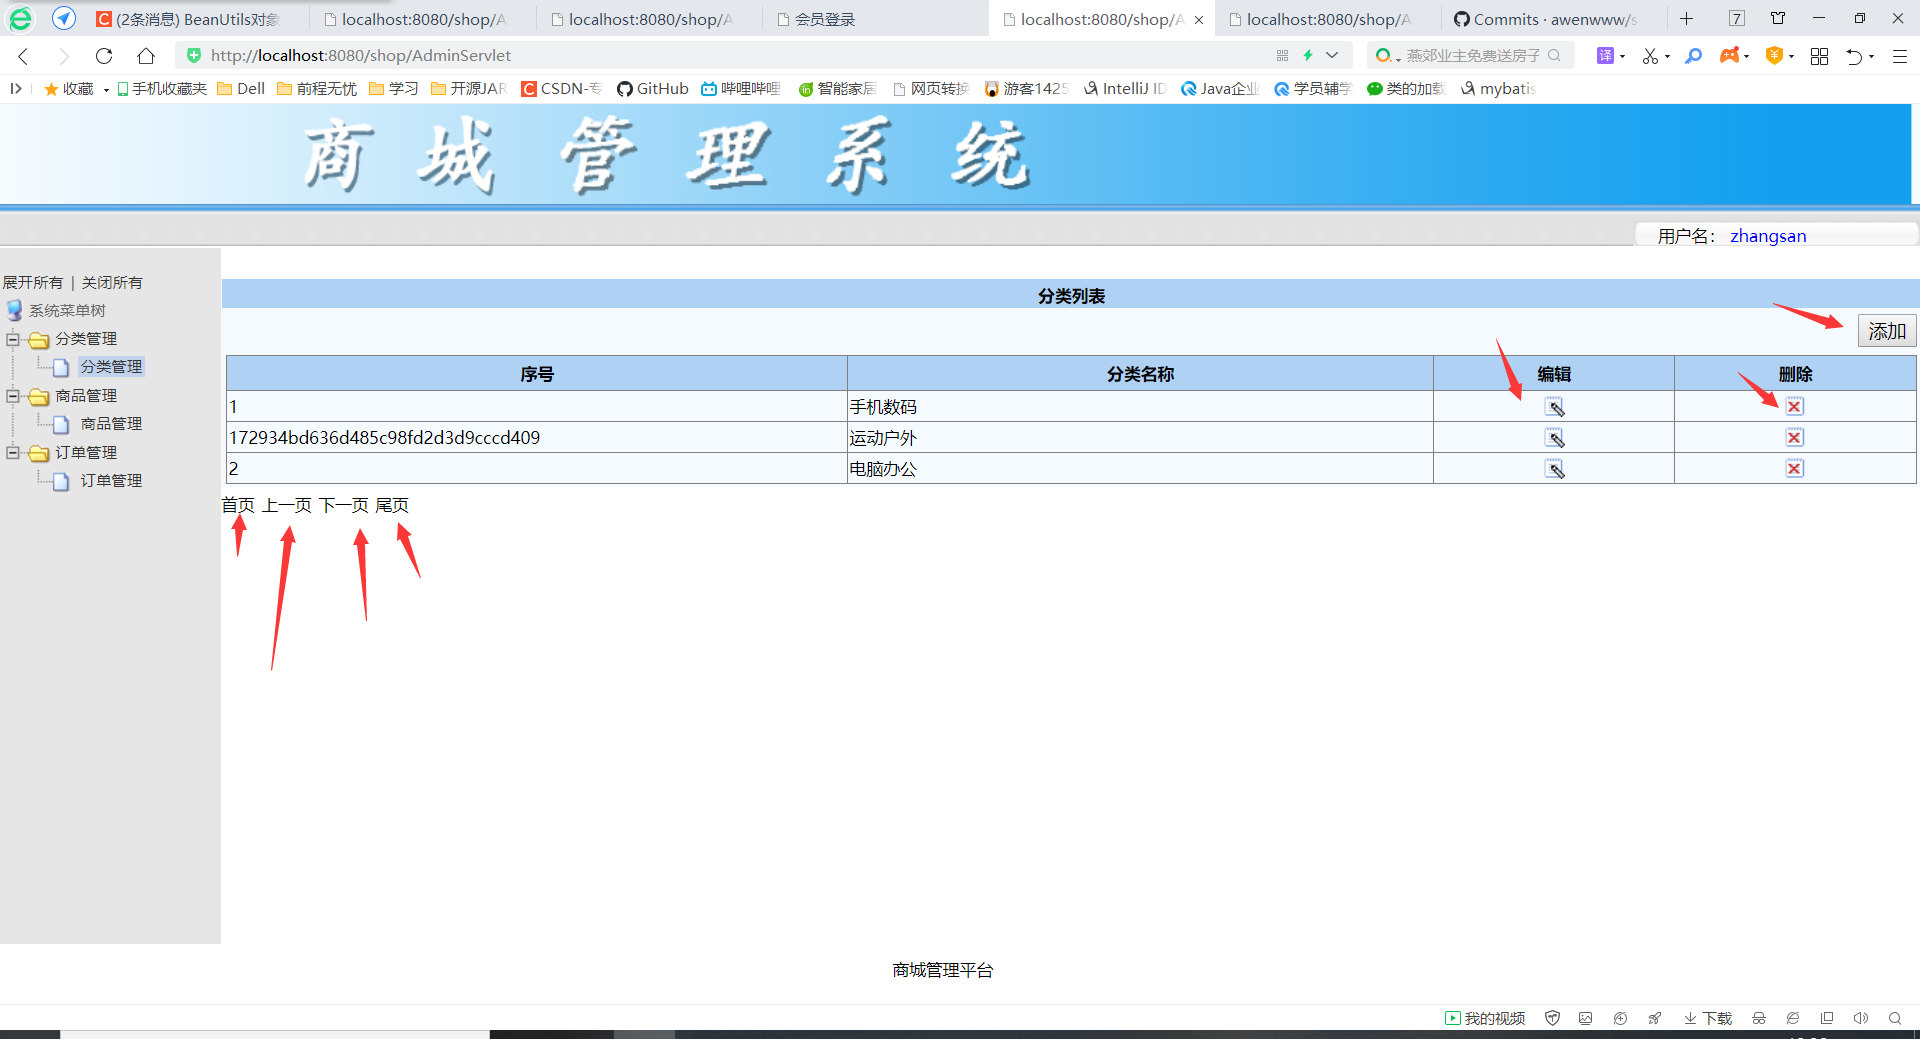 (2条消息) BeanUtils对象
localhost:8080/shop/A
localhost:8080/shop/A
会员登录
localhost:8080/shop/A
localhost:8080/shop/A
Commits · awenwww/s
7
http://localhost:8080/shop/AdminServlet
燕郊业主免费送房子
译
收藏
手机收藏夹
Dell
前程无忧
学习
开源JAR
CSDN-专
GitHub
哔哩哔哩
智能家居
网页转换
游客1425
IntelliJ ID
Java企业
学员辅学
类的加载
mybatis
商城管理系统
用户名： zhangsan
展开所有 | 关闭所有
系统菜单树
分类管理
分类管理
商品管理
商品管理
订单管理
订单管理
分类列表
添加
序号 分类名称 编辑 删除
1 手机数码
172934bd636d485c98fd2d3d9cccd409 运动户外
2 电脑办公
首页 上一页 下一页 尾页
商城管理平台
我的视频
下载